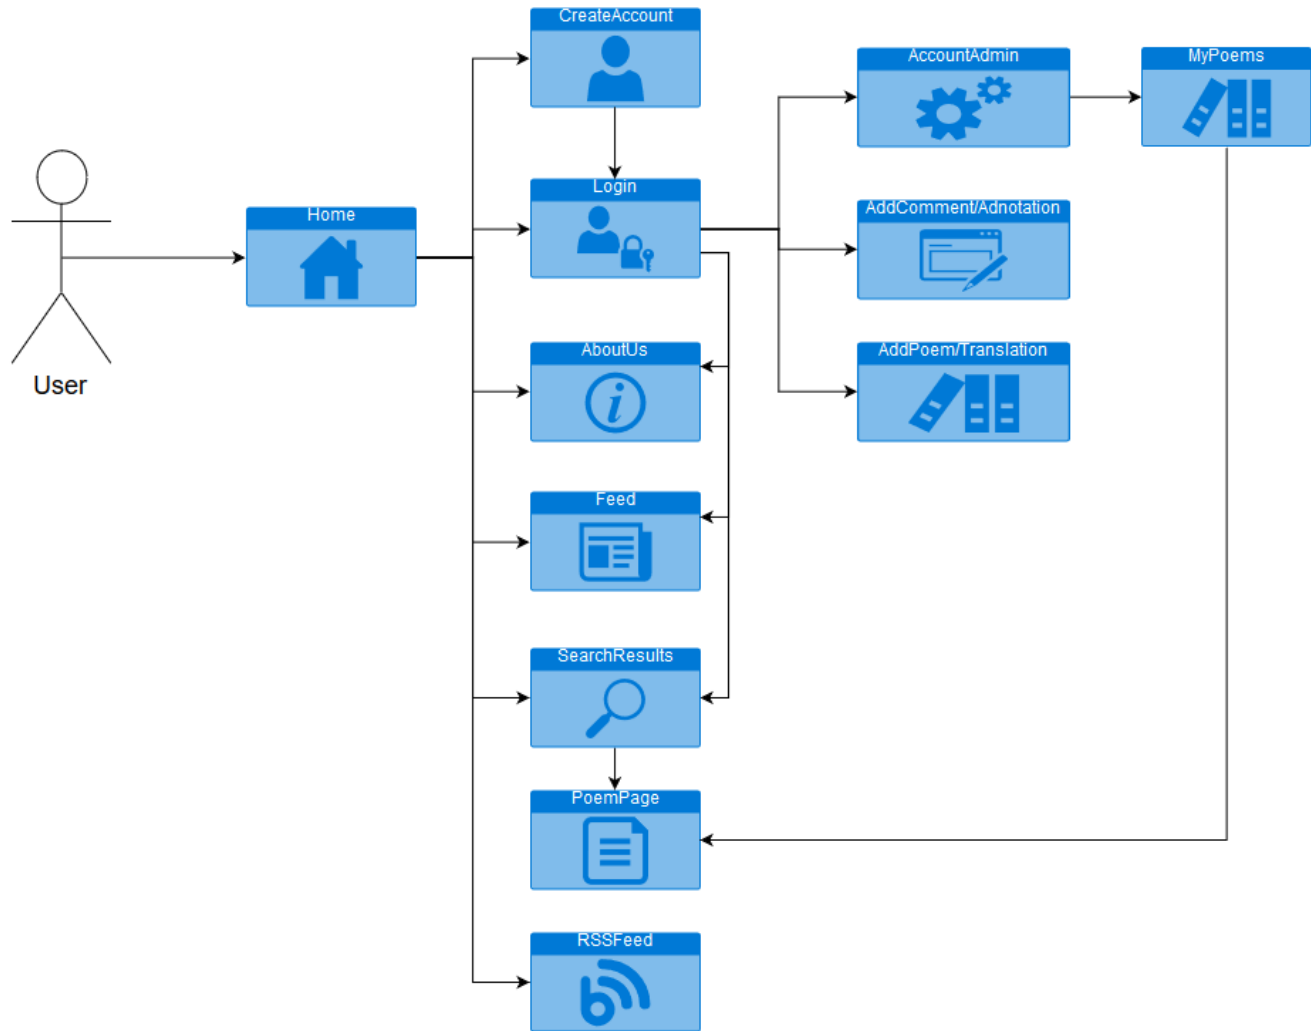 CreateAccount
AccountAdmin
MyPoems
Login
AddComment/Adnotation
Home
AboutUs
AddPoem/Translation
User
Feed
SearchResults
PoemPage
RSSFeed